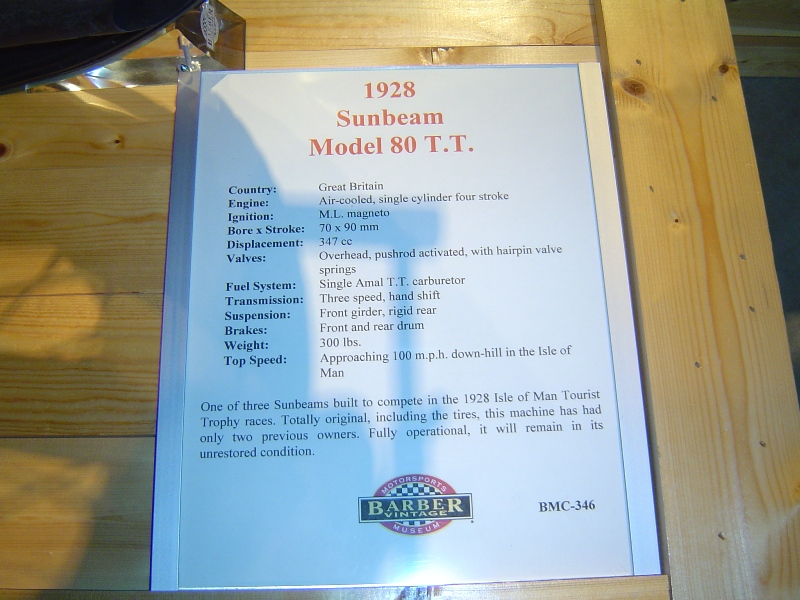 1928
Sunbeam
Model 80 T.T.
Country: Great Britain
Engine: Air-cooled, single cylinder four stroke
Ignition: M.L. magneto
Bore x Stroke: 70 x 90 mm
Displacement: 347 cc
Valves: Overhead, pushrod activated, with hairpin valve
springs
Fuel System: Single Amal T.T. carburetor
Transmission: Three speed, hand shift
Suspension: Front girder, rigid rear
Brakes: Front and rear drum
Weight: 300 lbs.
Top Speed: Approaching 100 m.p.h. down-hill in the Isle of
Man
One of three Sunbeams built to compete in the 1928 Isle of Man Tourist
Trophy races. Totally original, including the tires, this machine has had
only two previous owners. Fully operational, it will remain in its
unrestored condition.
MOTORSPORTS
BARBER
VINTAGE
MUSEUM
BMC-346